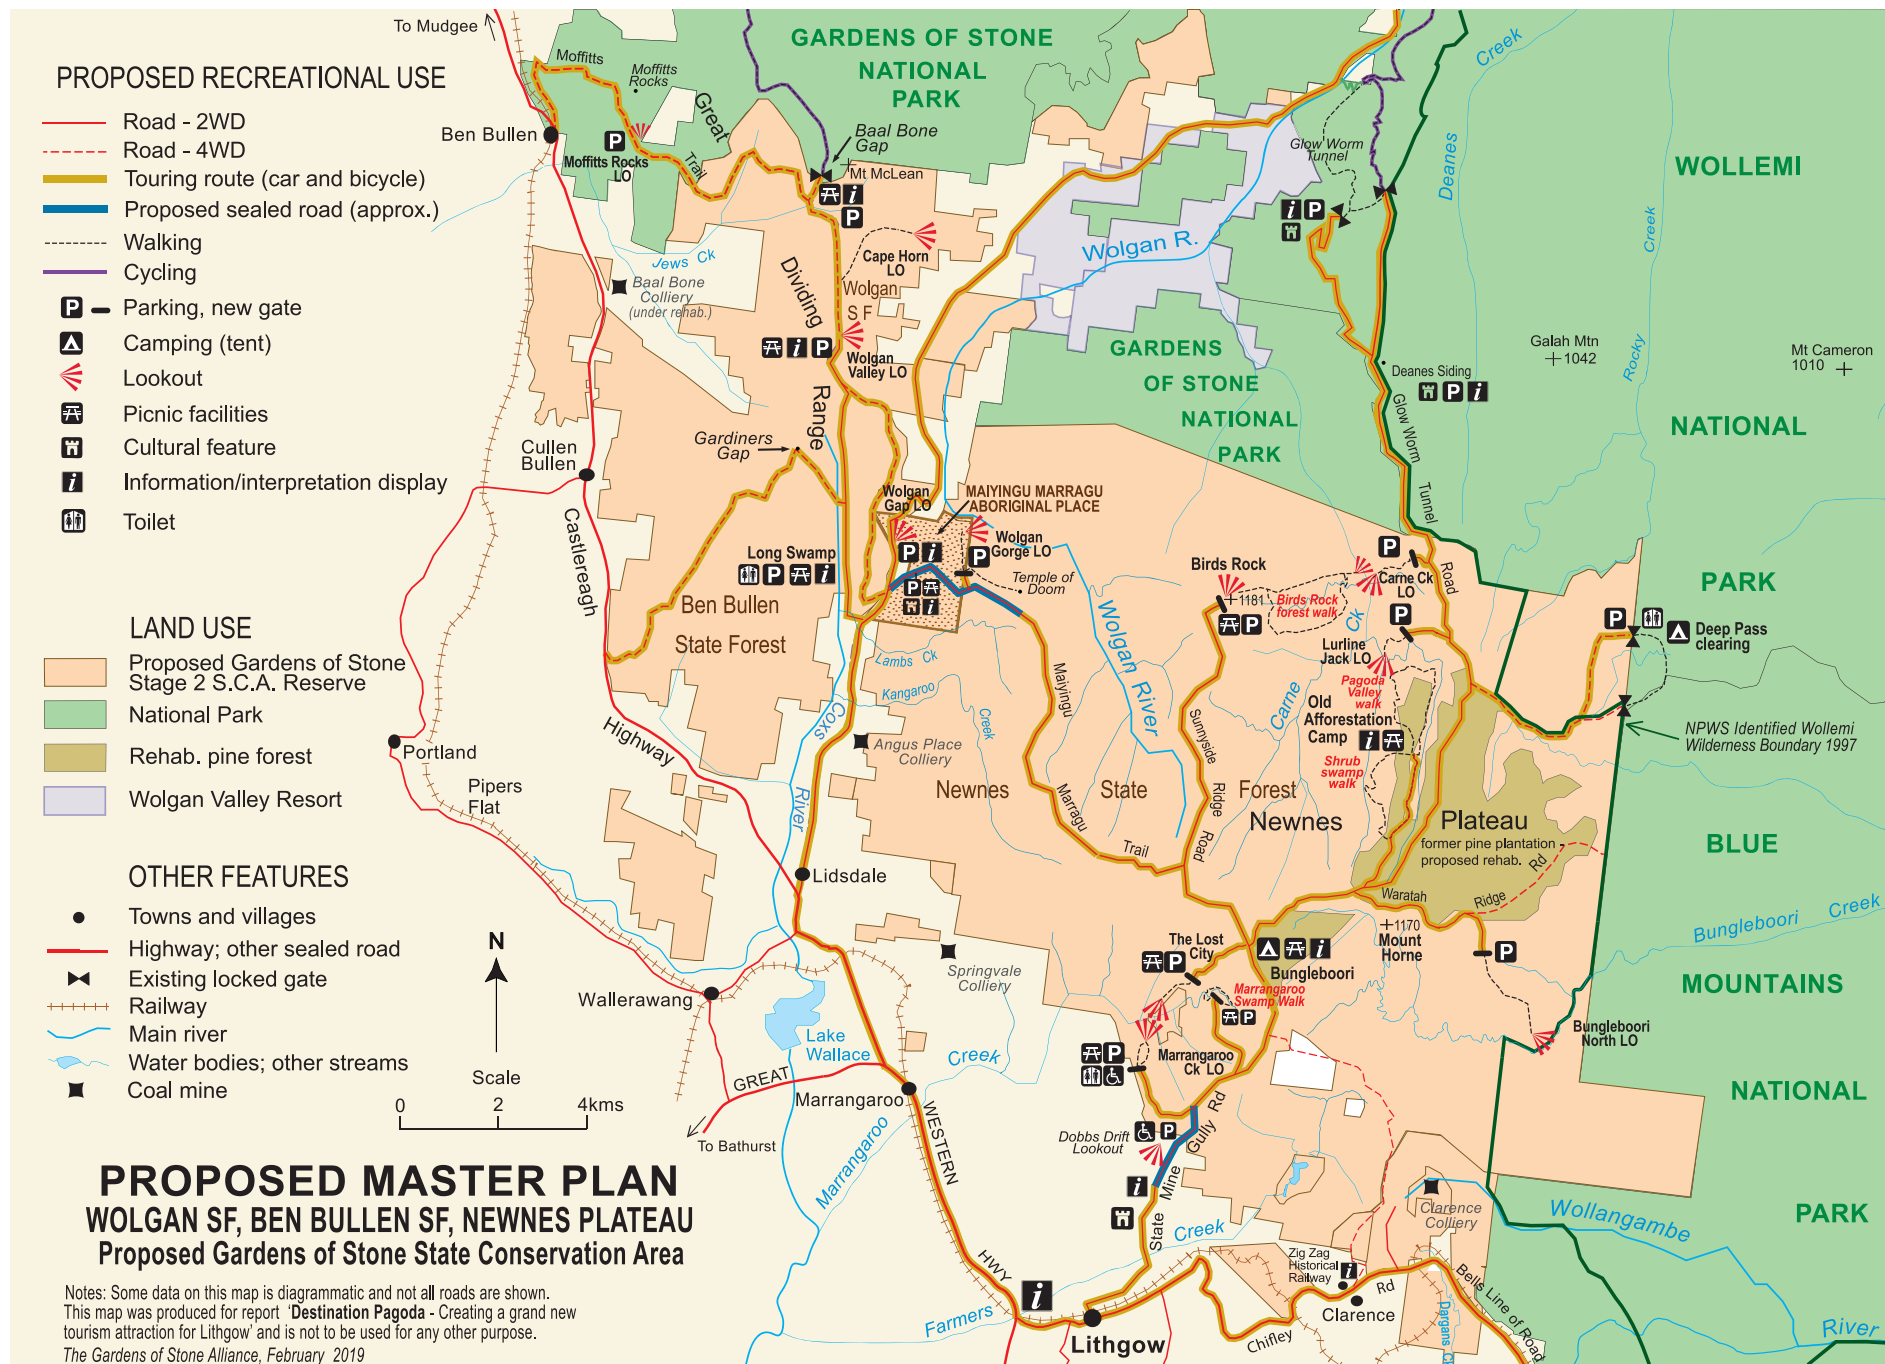 To Mudgee
PROPOSED RECREATIONAL USE
Road - 2WD
Road - 4WD
Touring route (car and bicycle)
Proposed sealed road (approx.)
Walking
Cycling
P
Parking, new gate
Camping (tent)
Lookout
Picnic facilities
Cultural feature
i
Information/interpretation display
Toilet
LAND USE
Proposed Gardens of Stone
Stage 2 S.C.A. Reserve
National Park
Rehab. pine forest
Wolgan Valley Resort
OTHER FEATURES
Towns and villages
Highway; other sealed road
Existing locked gate
Railway
Main river
Water bodies; other streams
Coal mine
N
Scale
0 2 4kms
PROPOSED MASTER PLAN
WOLGAN SF, BEN BULLEN SF, NEWNES PLATEAU
Proposed Gardens of Stone State Conservation Area
Notes: Some data on this map is diagrammatic and not all roads are shown.
This map was produced for report 'Destination Pagoda - Creating a grand new
tourism attraction for Lithgow' and is not to be used for any other purpose.
The Gardens of Stone Alliance, February 2019
Moffitts
Trail
Moffitts
Rocks
Ben Bullen
P
Moffitts Rocks
LO
Great
Dividing
Range
GARDENS OF STONE
NATIONAL
PARK
Baal Bone
Gap
Mt McLean
i
P
Cape Horn
LO
Wolgan
S F
Jews Ck
Baal Bone
Colliery
(under rehab.)
i P
Wolgan
Valley LO
Gardiners
Gap
Cullen
Bullen
Castlereagh
Highway
Wolgan
Gap LO
MAIYINGU MARRAGU
ABORIGINAL PLACE
P i
P
i
Wolgan
Gorge LO
P
Temple of
Doom
Long Swamp
P i
Ben Bullen
State Forest
Lambs Ck
Kangaroo
Creek
Coxs
River
Angus Place
Colliery
Portland
Pipers
Flat
Lidsdale
Wallerawang
Springvale
Colliery
Lake
Wallace
GREAT
WESTERN
HWY
Marrangaroo
To Bathurst
Marrangaroo
Creek
Farmers
Creek
i
Lithgow
Wolgan R.
GARDENS
OF STONE
NATIONAL
PARK
Glow Worm
Tunnel
i P
Deanes
Creek
Rocky
Creek
WOLLEMI
NATIONAL
PARK
Galah Mtn
1042
Mt Cameron
1010
Deanes Siding
P i
Glow Worm
Tunnel
Road
P
Carne Ck
LO
Birds Rock
1181
P
Birds Rock
forest walk
P
Lurline
Jack LO
Pagoda
Valley
walk
Old
Afforestation
Camp
i
Shrub
swamp
walk
Carne
Ck
Wolgan River
Maiyingu
Marragu
Trail
Sunnyside
Ridge
Road
Newnes State Forest
Newnes Plateau
former pine plantation -
proposed rehab.
P
Deep Pass
clearing
NPWS Identified Wollemi
Wilderness Boundary 1997
BLUE
MOUNTAINS
NATIONAL
PARK
Waratah
Ridge
Rd
1170
Mount
Horne
P
Bungleboori
Creek
Bungleboori
North LO
The Lost
City
P
i
Bungleboori
Marrangaroo
Swamp Walk
P
P
Marrangaroo
Ck LO
Dobbs Drift
Lookout
P
i
State
Mine
Gully
Rd
Clarence
Colliery
Wollangambe
River
Zig Zag
Historical
Railway
i
Clarence
Chifley
Rd
Bells Line of Road
Dargans Ck